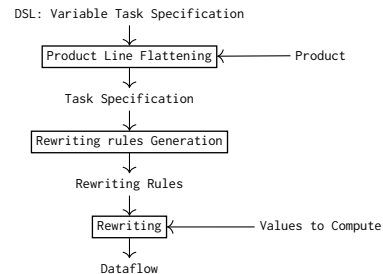 DSL: Variable Task Specification
Product Line Flattening
Product
Task Specification
Rewriting rules Generation
Rewriting Rules
Rewriting
Values to Compute
Dataflow